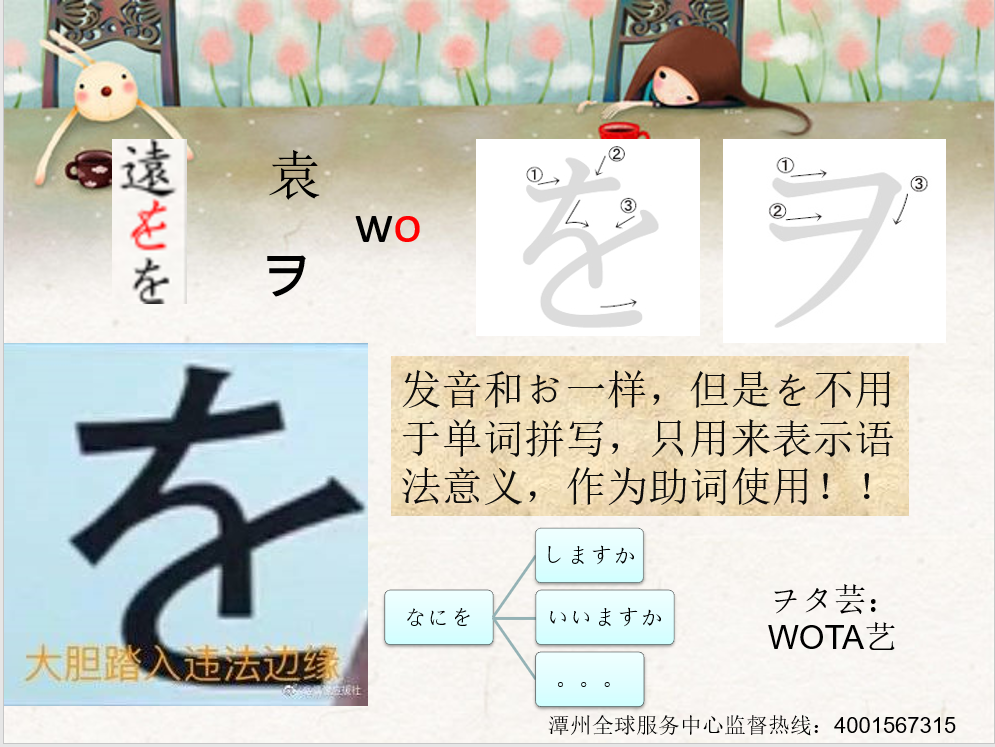 遠
を
を
袁
wo
ヲ
①
②
③
を
①
②
③
ヲ
を
大胆踏入违法边缘
发音和お一样，但是を不用
于单词拼写，只用来表示语
法意义，作为助词使用！！
なにを
しますか
いいますか
。。。
ヲタ芸：
WOTA艺
潭州全球服务中心监督热线：4001567315